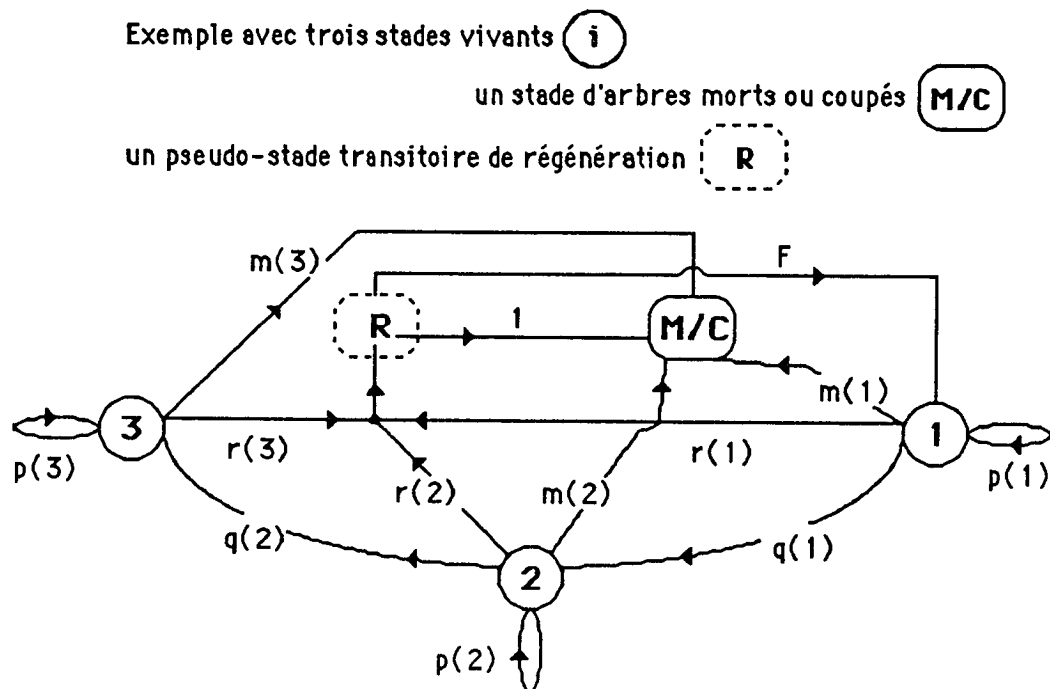 Exemple avec trois stades vivants i
un stade d'arbres morts ou coupés M/C
un pseudo-stade transitoire de régénération R
m(3)
F
R
1
M/C
m(1)
3
1
p(3)
r(3)
r(2)
m(2)
r(1)
p(1)
q(2)
q(1)
2
p(2)